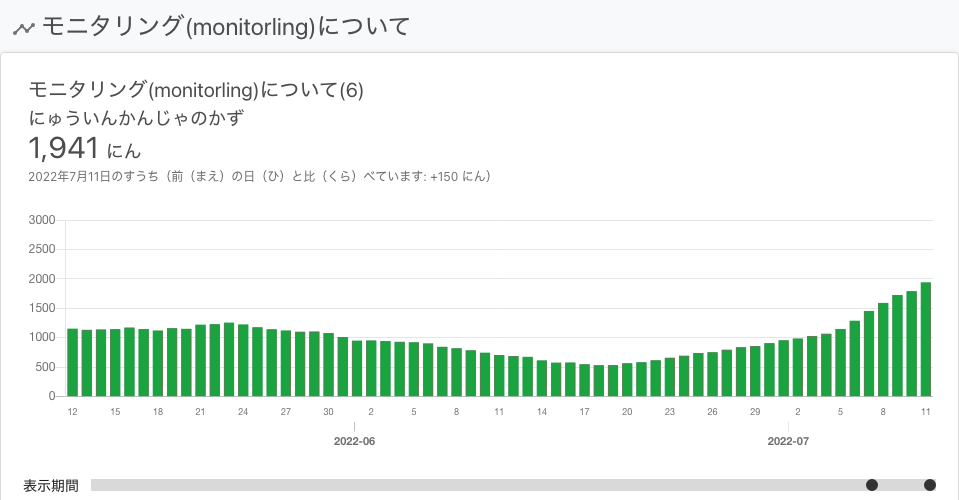 モニタリング(monitorling)について
モニタリング(monitorling)について(6)
にゅういんかんじゃのかず
1,941 にん
2022年7月11日のすうち（前（まえ）の日（ひ）と比（くら）べています: +150 にん）
3000
2500
2000
1500
1000
500
0
12 15 18 21 24 27 30 2 5 8 11 14 17 20 23 26 29 2 5 8 11
2022-06 2022-07
表示期間